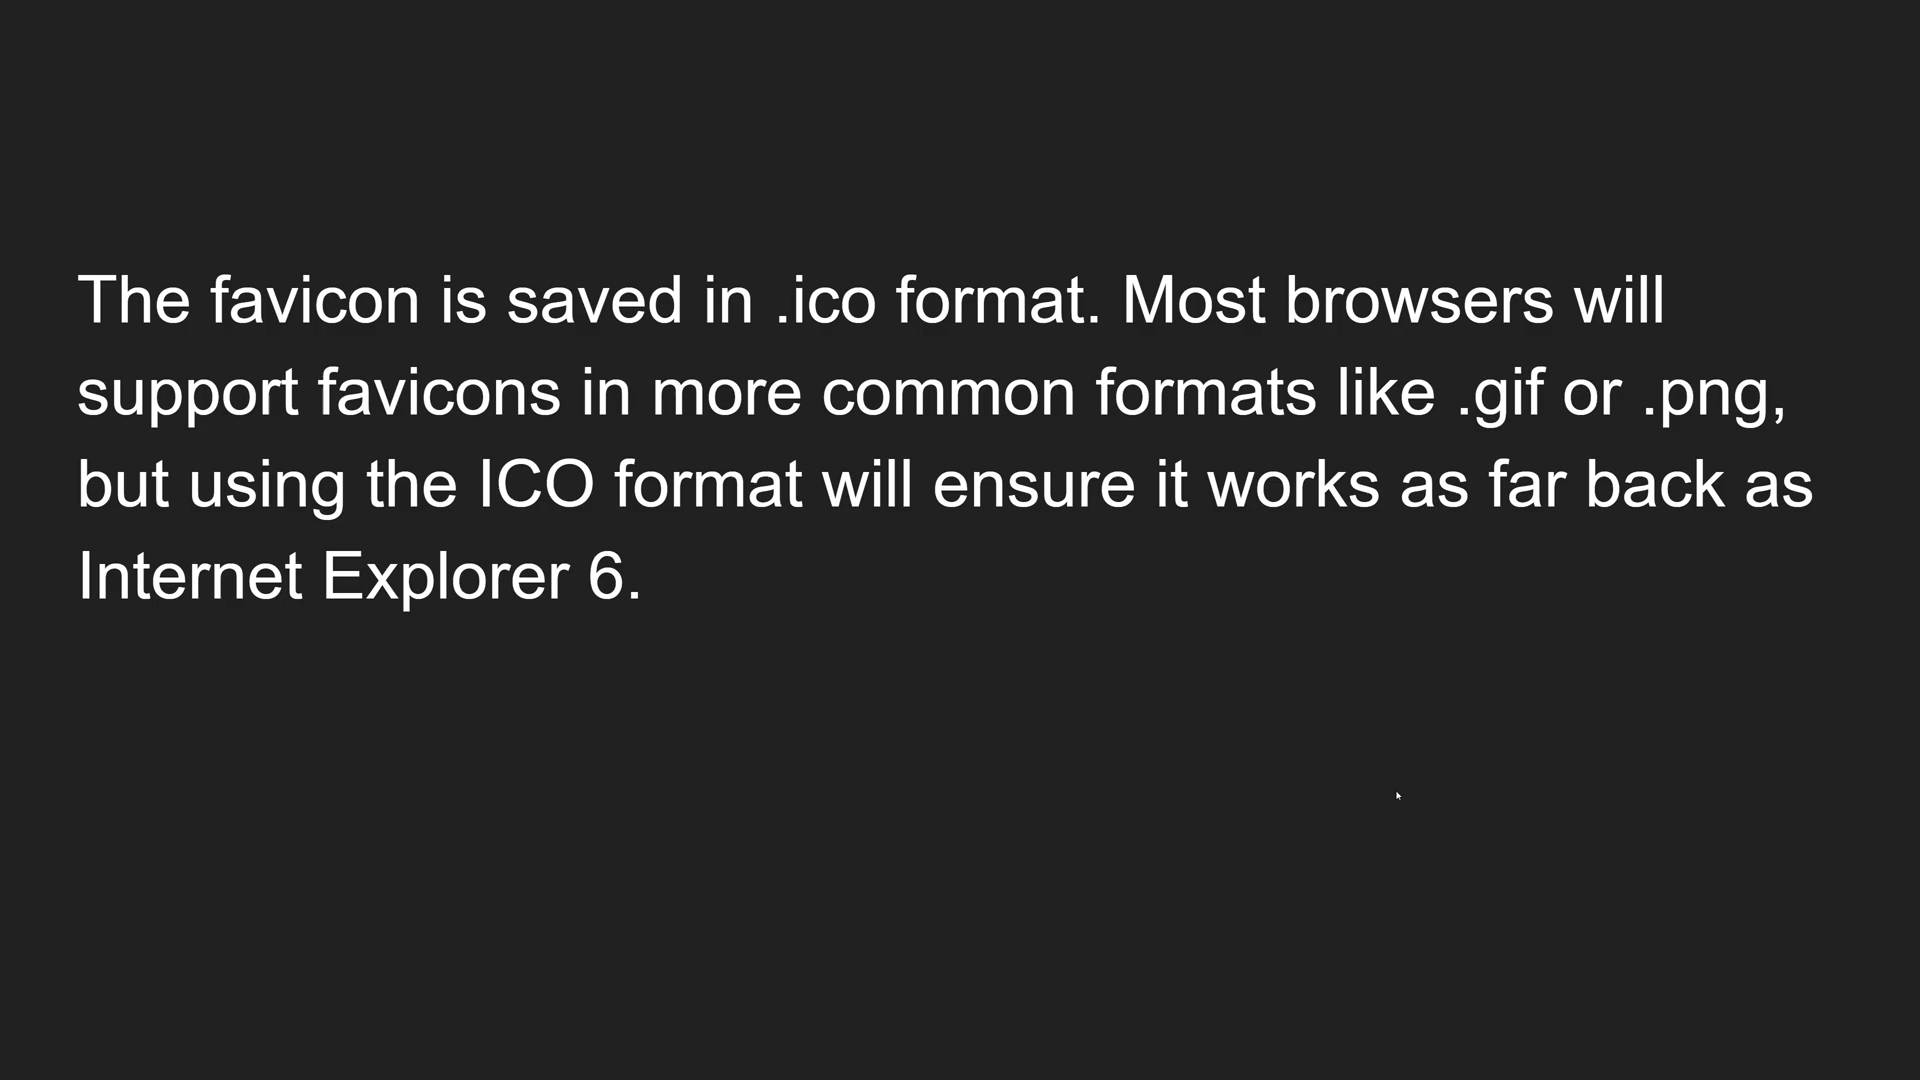 The favicon is saved in .ico format. Most browsers will
support favicons in more common formats like .gif or .png,
but using the ICO format will ensure it works as far back as
Internet Explorer 6.